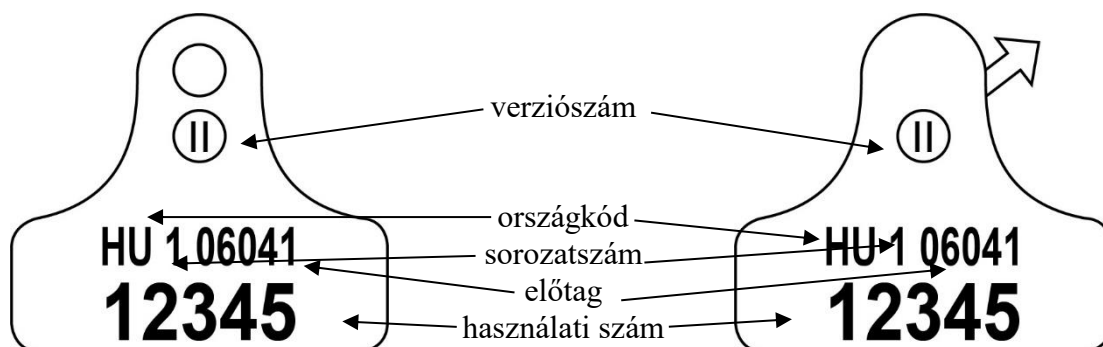 II
verziószám
II
országkód
HU 1 06041
sorozatszám
HU 1 06041
előtag
12345
használati szám
12345